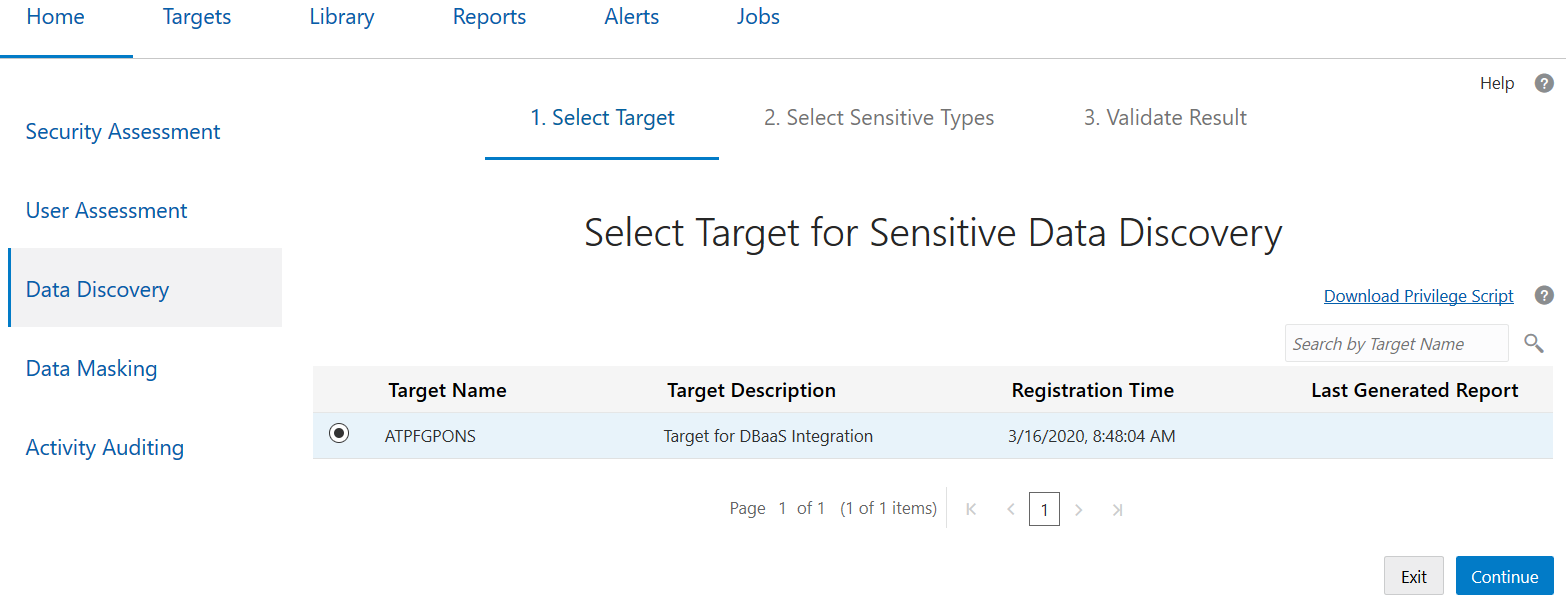 Home Targets Library Reports Alerts Jobs
Help ?
1. Select Target 2. Select Sensitive Types 3. Validate Result
Security Assessment
User Assessment
Data Discovery
Data Masking
Activity Auditing
Select Target for Sensitive Data Discovery
Download Privilege Script ?
Search by Target Name
Target Name Target Description Registration Time Last Generated Report
ATPFGPONS Target for DBaaS Integration 3/16/2020, 8:48:04 AM
Page 1 of 1 (1 of 1 items) 1
Exit Continue